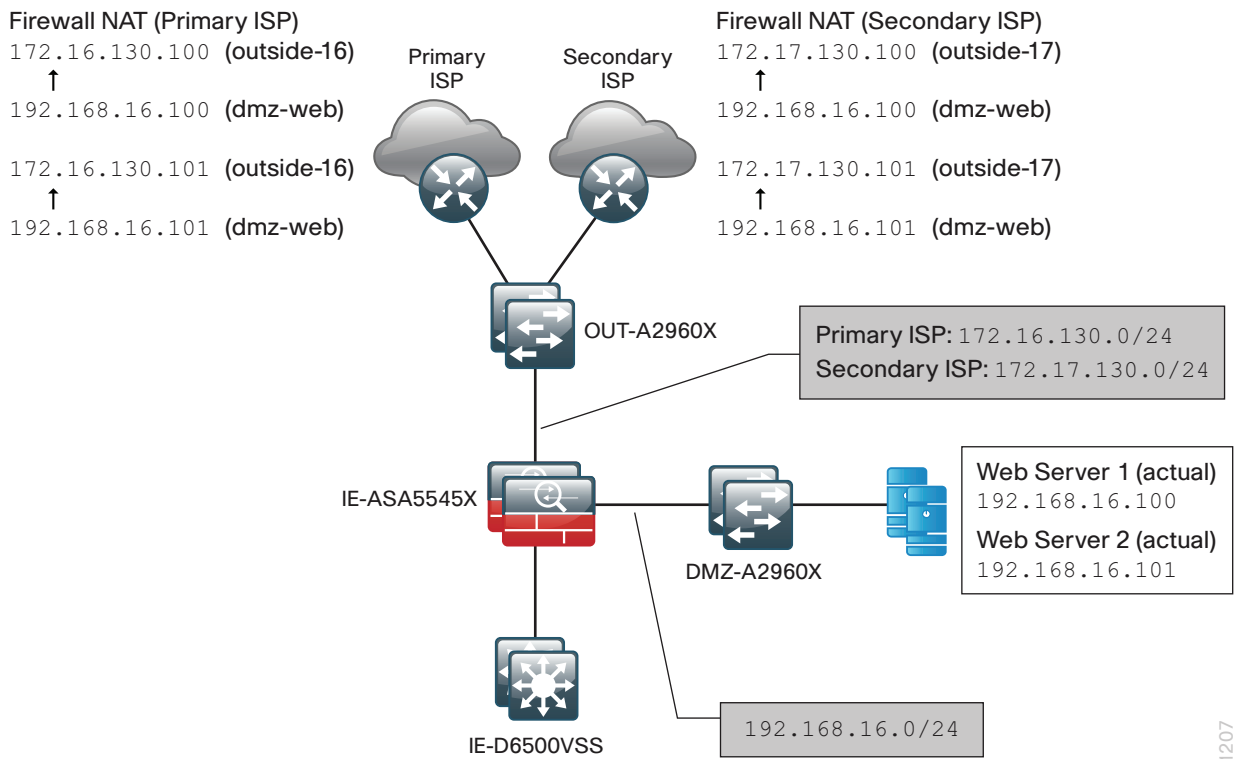 Firewall NAT (Primary ISP)
172.16.130.100 (outside-16)
192.168.16.100 (dmz-web)
172.16.130.101 (outside-16)
192.168.16.101 (dmz-web)
Primary
ISP
Secondary
ISP
Firewall NAT (Secondary ISP)
172.17.130.100 (outside-17)
192.168.16.100 (dmz-web)
172.17.130.101 (outside-17)
192.168.16.101 (dmz-web)
OUT-A2960X
Primary ISP: 172.16.130.0/24
Secondary ISP: 172.17.130.0/24
IE-ASA5545X
DMZ-A2960X
Web Server 1 (actual)
192.168.16.100
Web Server 2 (actual)
192.168.16.101
IE-D6500VSS
192.168.16.0/24